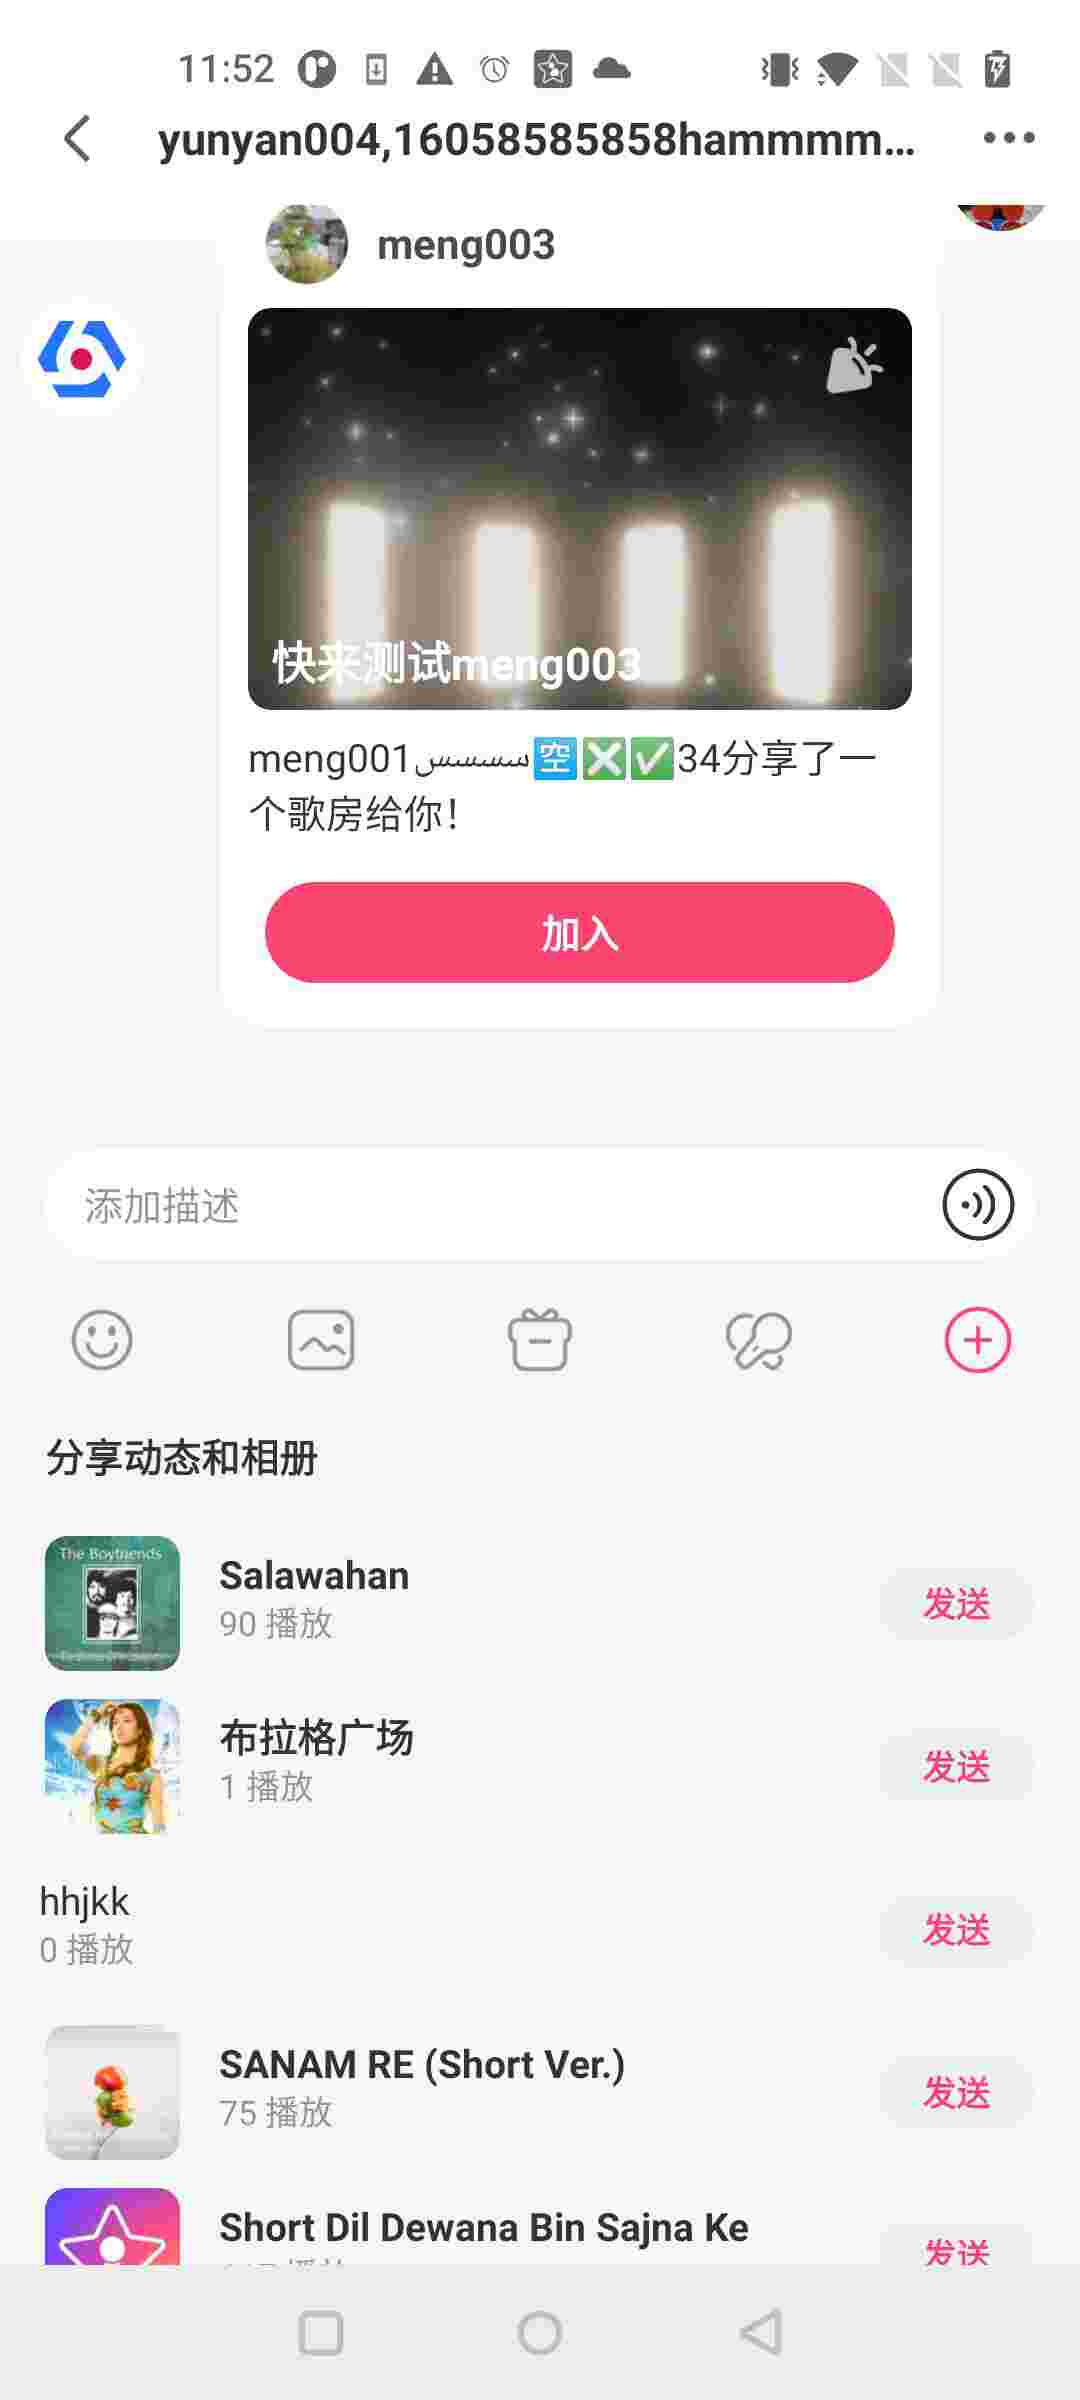 11:52
yunyan004,16058585858hammmm...
meng003
快来测试meng003
meng001سسسس🈳❎✅34分享了一
个歌房给你!
加入
添加描述
分享动态和相册
The Boyfriends
Salawahan
90 播放
发送
布拉格广场
1 播放
发送
hhjkk
0 播放
发送
SANAM RE (Short Ver.)
75 播放
发送
Short Dil Dewana Bin Sajna Ke
发送